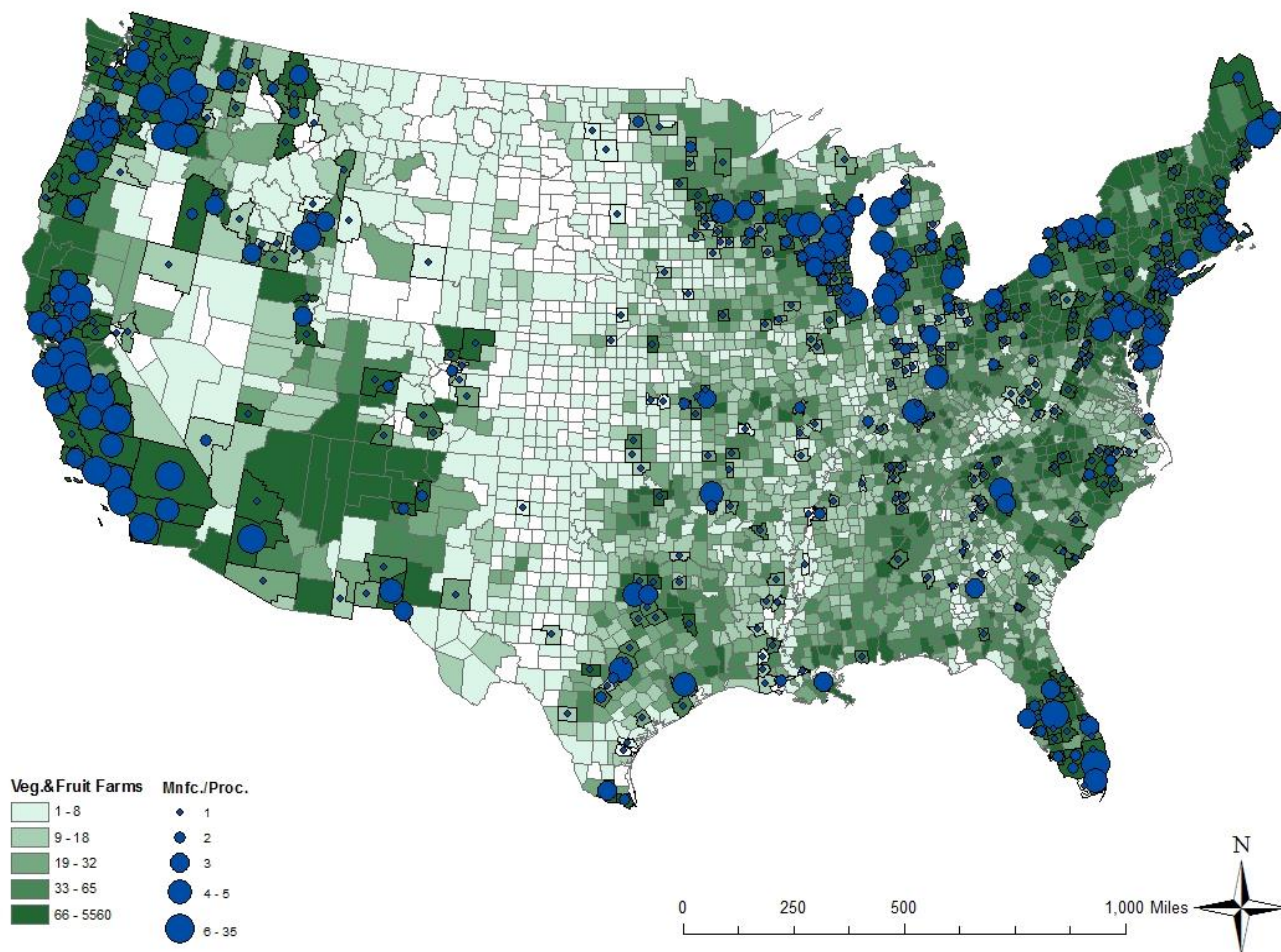 Veg.&Fruit Farms
1 - 8
9 - 18
19 - 32
33 - 65
66 - 5560
Mnfc./Proc.
1
2
3
4 - 5
6 - 35
0 250 500 1,000 Miles
N